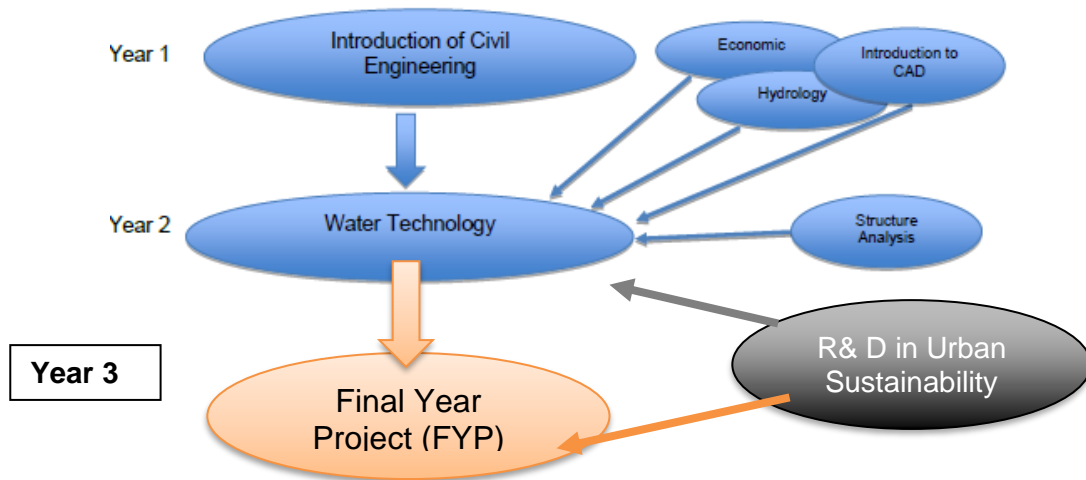 Year 1
Introduction of Civil
Engineering
Economic
Hydrology
Introduction to
CAD
Year 2
Water Technology
Structure
Analysis
Year 3
Final Year
Project (FYP)
R& D in Urban
Sustainability